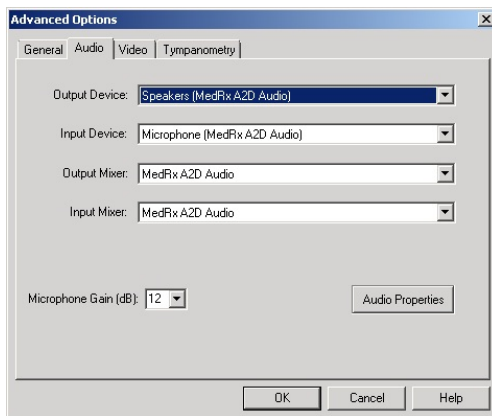 Advanced Options
General Audio Video Tympanometry
Output Device: Speakers (MedRx A2D Audio)
Input Device: Microphone (MedRx A2D Audio)
Output Mixer: MedRx A2D Audio
Input Mixer: MedRx A2D Audio
Microphone Gain (dB): 12 Audio Properties
OK Cancel Help